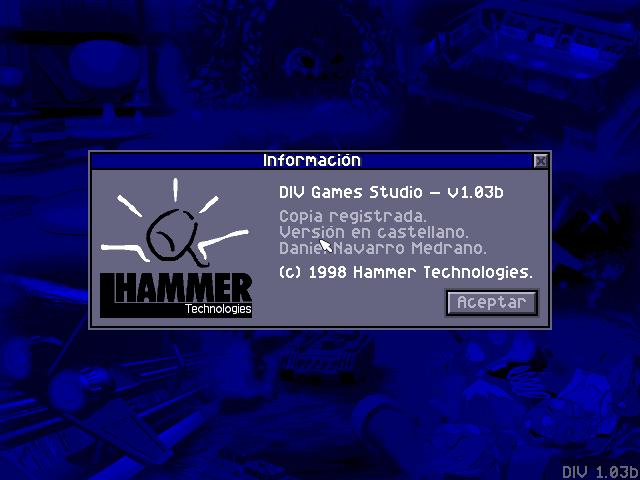 Información
DIV Games Studio – v1.03b
Copia registrada.
Versión en castellano.
Daniel Navarro Medrano.
(c) 1998 Hammer Technologies.
HAMMER
Technologies
Aceptar
DIV 1.03b